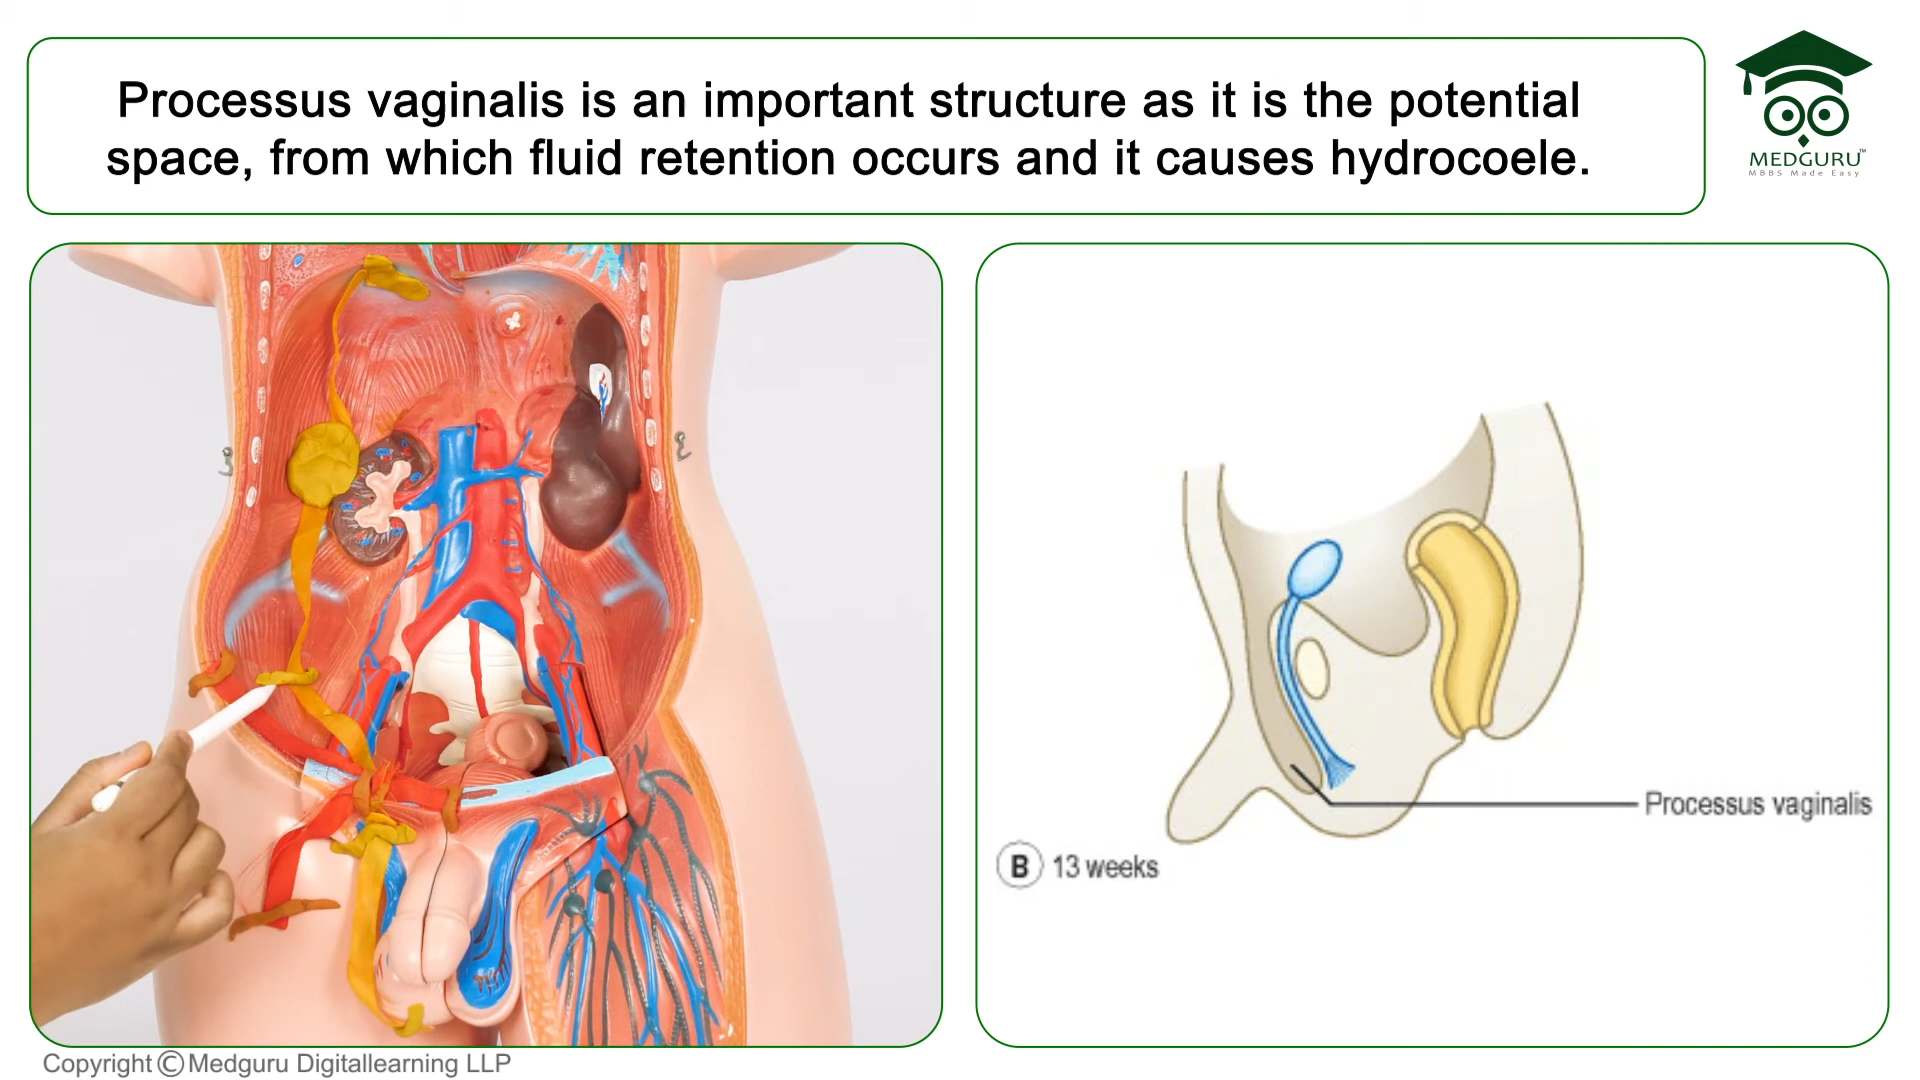 Processus vaginalis is an important structure as it is the potential
space, from which fluid retention occurs and it causes hydrocoele.
MEDGURU™
MBBS Made Easy
Processus vaginalis
B 13 weeks
Copyright © Medguru Digitallearning LLP